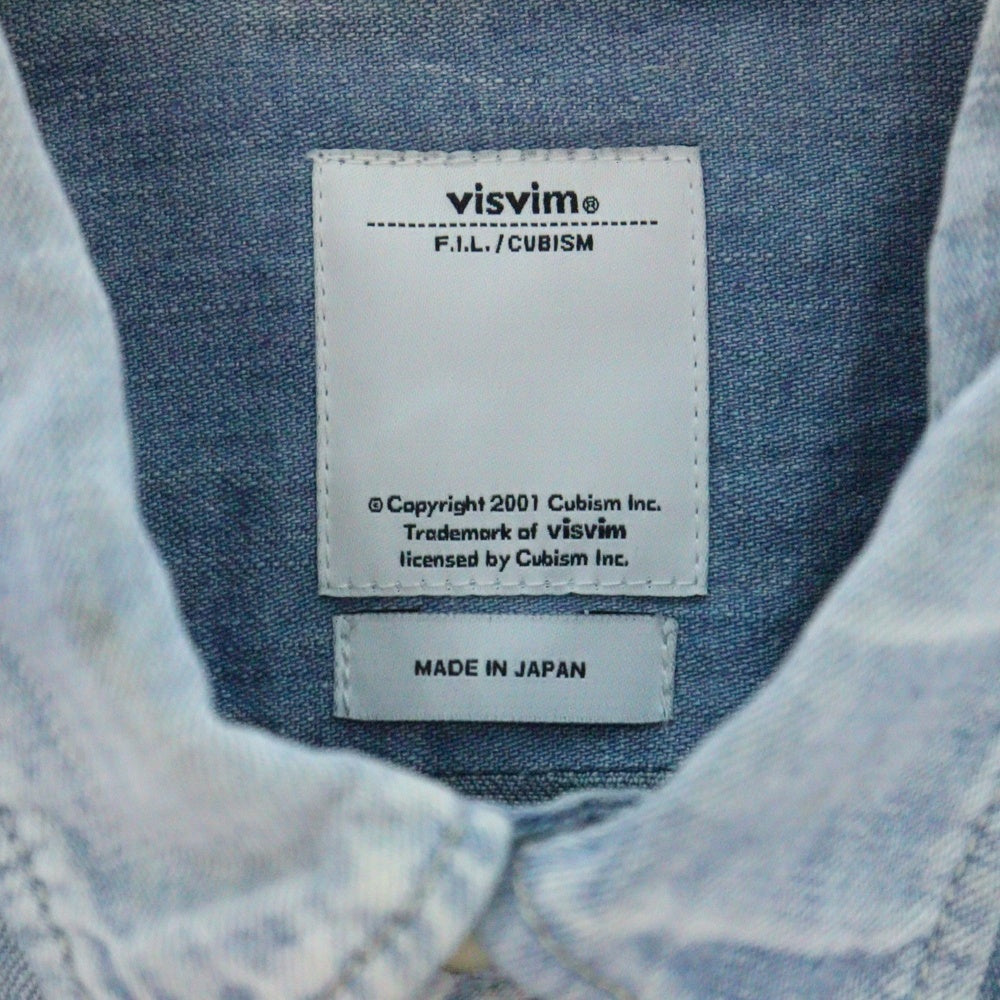 visvim®
F.I.L./CUBISM
© Copyright 2001 Cubism Inc.
Trademark of visvim
licensed by Cubism Inc.
MADE IN JAPAN